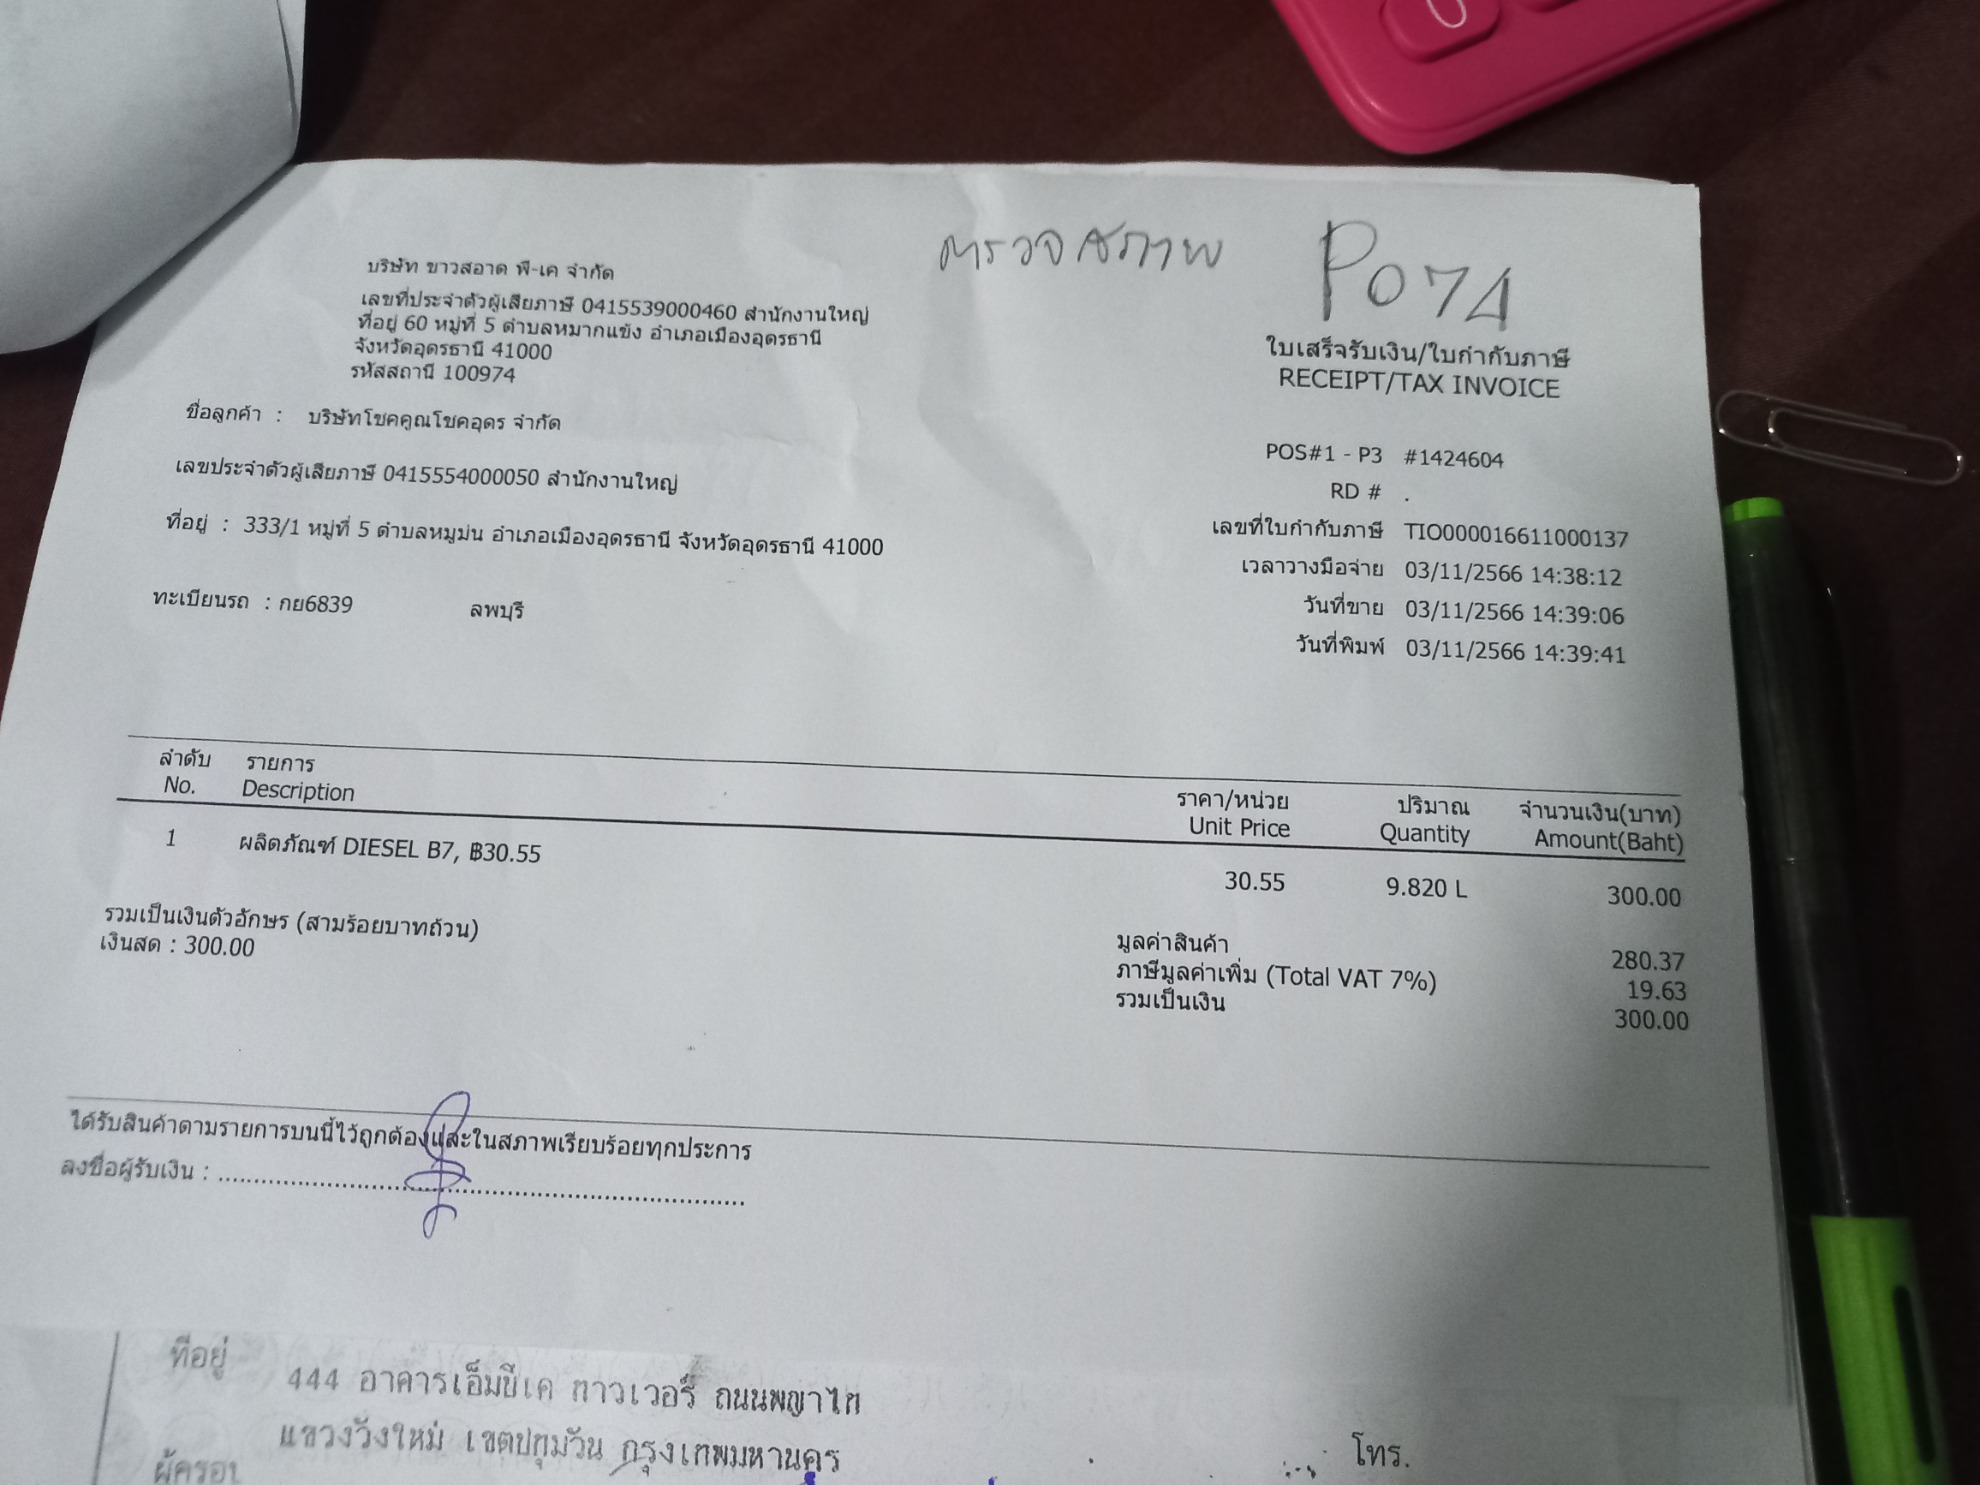 ตรวจสภาพ P074
บริษัท ขาวสอาด พี-เค จำกัด
เลขที่ประจำตัวผู้เสียภาษี 0415539000460 สำนักงานใหญ่
ที่อยู่ 60 หมู่ที่ 5 ตำบลหมากแข้ง อำเภอเมืองอุดรธานี
จังหวัดอุดรธานี 41000
รหัสสถานี 100974
ใบเสร็จรับเงิน/ใบกำกับภาษี
RECEIPT/TAX INVOICE
ชื่อลูกค้า : บริษัทโชคคูณโชคอุดร จำกัด
เลขประจำตัวผู้เสียภาษี 0415554000050 สำนักงานใหญ่
ที่อยู่ : 333/1 หมู่ที่ 5 ตำบลหมูม่น อำเภอเมืองอุดรธานี จังหวัดอุดรธานี 41000
ทะเบียนรถ : กย6839 ลพบุรี
POS#1 - P3 #1424604
RD # .
เลขที่ใบกำกับภาษี TIO000016611000137
เวลาวางมือจ่าย 03/11/2566 14:38:12
วันที่ขาย 03/11/2566 14:39:06
วันที่พิมพ์ 03/11/2566 14:39:41
ลำดับ รายการ ราคา/หน่วย ปริมาณ จำนวนเงิน(บาท)
No. Description Unit Price Quantity Amount(Baht)
1 ผลิตภัณฑ์ DIESEL B7, ฿30.55 30.55 9.820 L 300.00
รวมเป็นเงินตัวอักษร (สามร้อยบาทถ้วน)
เงินสด : 300.00
มูลค่าสินค้า 280.37
ภาษีมูลค่าเพิ่ม (Total VAT 7%) 19.63
รวมเป็นเงิน 300.00
ได้รับสินค้าตามรายการบนนี้ไว้ถูกต้องและในสภาพเรียบร้อยทุกประการ
ลงชื่อผู้รับเงิน : ........................................
ที่อยู่ 444 อาคารเอ็มบีเค ทาวเวอร์ ถนนพญาไท
แขวงวังใหม่ เขตปทุมวัน กรุงเทพมหานคร โทร.